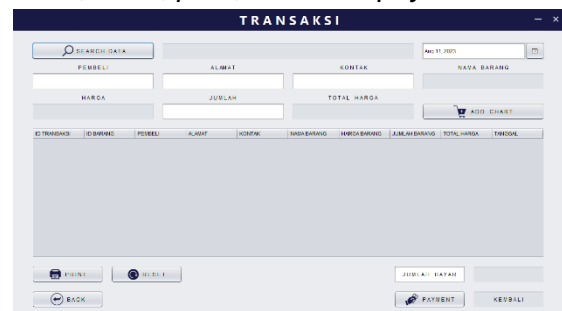 TRANSAKSI
SEARCH DATA
Aug 11, 2023
PEMBELI ALAMAT KONTAK NAMA BARANG
HARGA JUMLAH TOTAL HARGA
ADD CHART
ID TRANSAKSI ID BARANG PEMBELI ALAMAT KONTAK NAMA BARANG HARGA BARANG JUMLAH BARANG TOTAL HARGA TANGGAL
PRINT RESET JUMLAH BAYAR
BACK PAYMENT KEMBALI